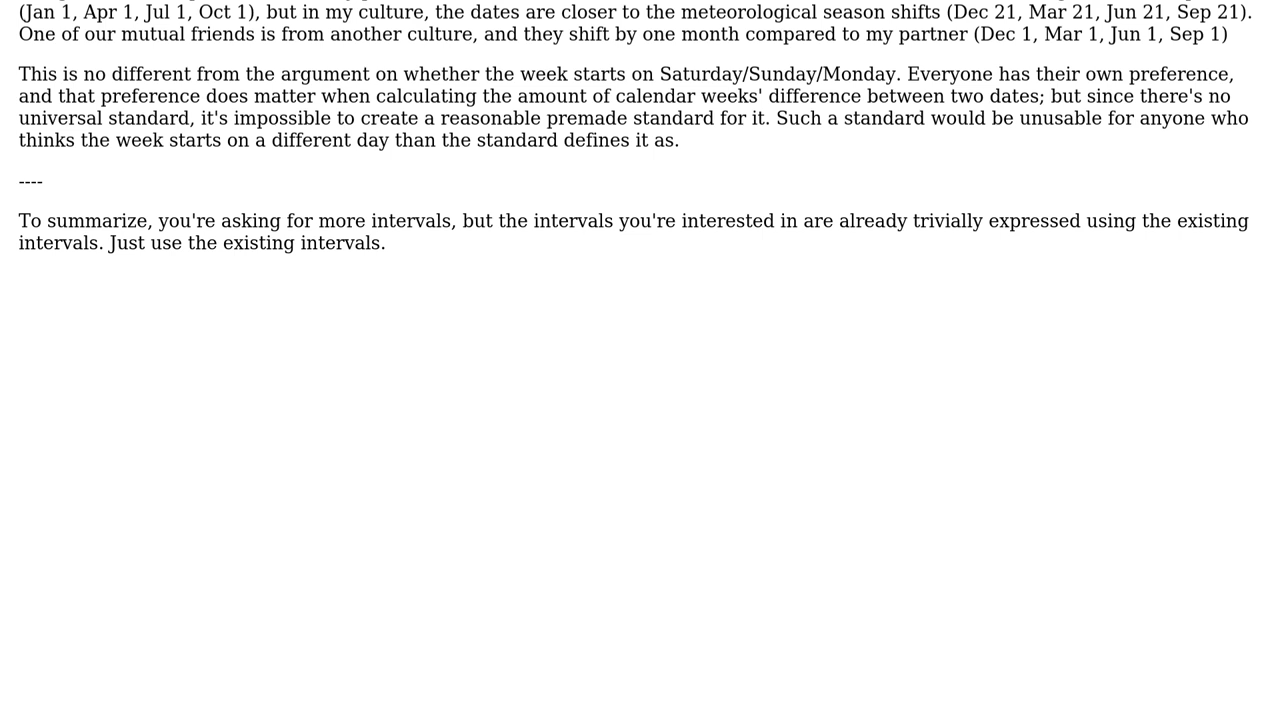 (Jan 1, Apr 1, Jul 1, Oct 1), but in my culture, the dates are closer to the meteorological season shifts (Dec 21, Mar 21, Jun 21, Sep 21).
One of our mutual friends is from another culture, and they shift by one month compared to my partner (Dec 1, Mar 1, Jun 1, Sep 1)
This is no different from the argument on whether the week starts on Saturday/Sunday/Monday. Everyone has their own preference,
and that preference does matter when calculating the amount of calendar weeks' difference between two dates; but since there's no
universal standard, it's impossible to create a reasonable premade standard for it. Such a standard would be unusable for anyone who
thinks the week starts on a different day than the standard defines it as.
----
To summarize, you're asking for more intervals, but the intervals you're interested in are already trivially expressed using the existing
intervals. Just use the existing intervals.